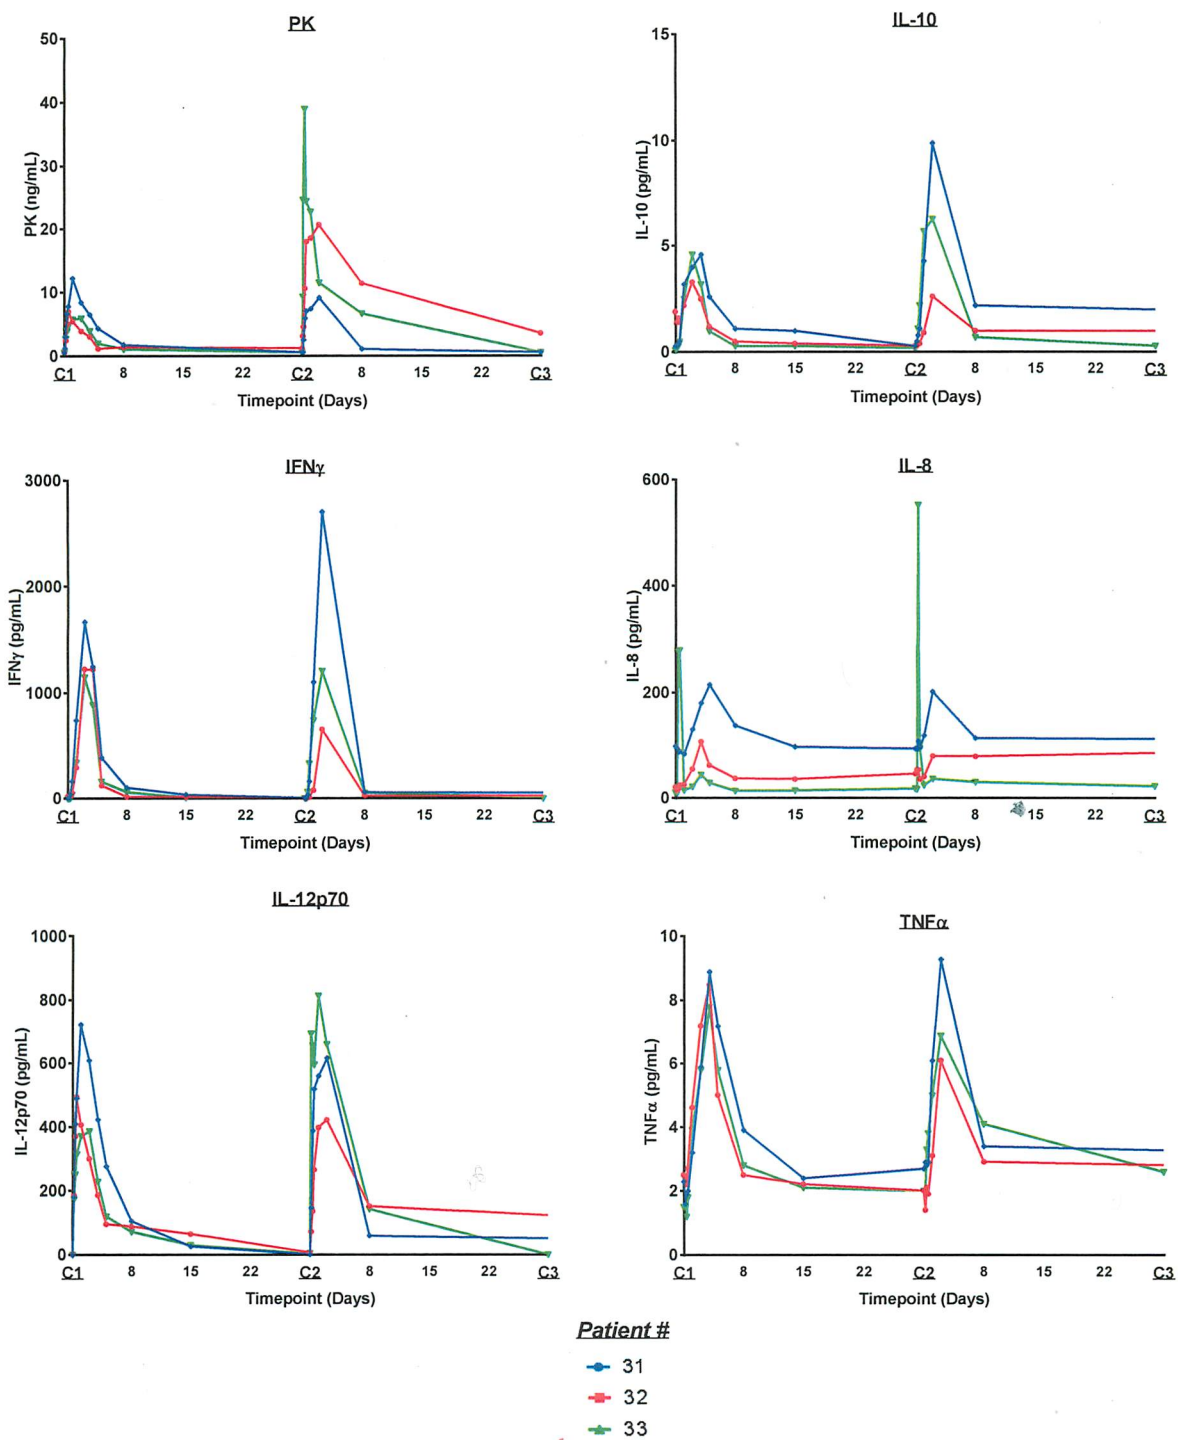 PK
50
40
30
20
10
0
PK (ng/mL)
C1 8 15 22 C2 8 15 22 C3
Timepoint (Days)
IL-10
15
10
5
0
IL-10 (pg/mL)
C1 8 15 22 C2 8 15 22 C3
Timepoint (Days)
IFNγ
3000
2000
1000
0
IFNγ (pg/mL)
C1 8 15 22 C2 8 15 22 C3
Timepoint (Days)
IL-8
600
400
200
0
IL-8 (pg/mL)
C1 8 15 22 C2 8 15 22 C3
Timepoint (Days)
IL-12p70
1000
800
600
400
200
0
IL-12p70 (pg/mL)
C1 8 15 22 C2 8 15 22 C3
Timepoint (Days)
TNFα
10
8
6
4
2
0
TNFα (pg/mL)
C1 8 15 22 C2 8 15 22 C3
Timepoint (Days)
Patient #
31
32
33